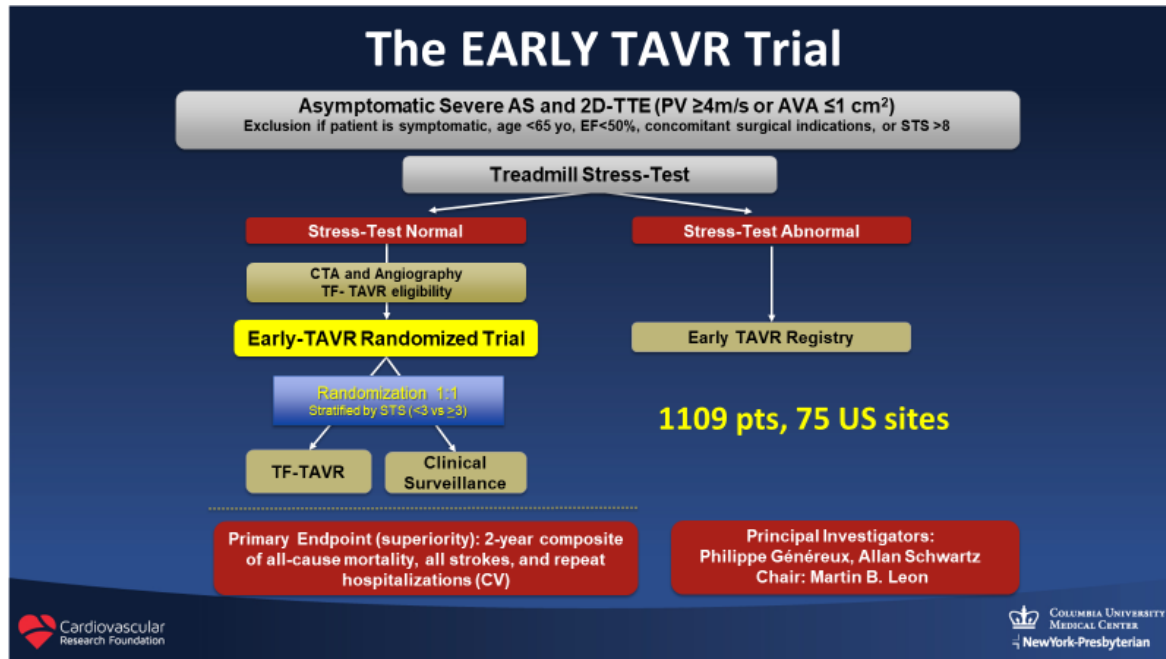 The EARLY TAVR Trial
Asymptomatic Severe AS and 2D-TTE (PV ≥4m/s or AVA ≤1 cm²)
Exclusion if patient is symptomatic, age <65 yo, EF<50%, concomitant surgical indications, or STS >8
Treadmill Stress-Test
Stress-Test Normal
Stress-Test Abnormal
CTA and Angiography
TF- TAVR eligibility
Early-TAVR Randomized Trial
Early TAVR Registry
Randomization 1:1
Stratified by STS (<3 vs ≥3)
1109 pts, 75 US sites
TF-TAVR
Clinical
Surveillance
Primary Endpoint (superiority): 2-year composite
of all-cause mortality, all strokes, and repeat
hospitalizations (CV)
Principal Investigators:
Philippe Généreux, Allan Schwartz
Chair: Martin B. Leon
Cardiovascular
Research Foundation
COLUMBIA UNIVERSITY
MEDICAL CENTER
NewYork-Presbyterian